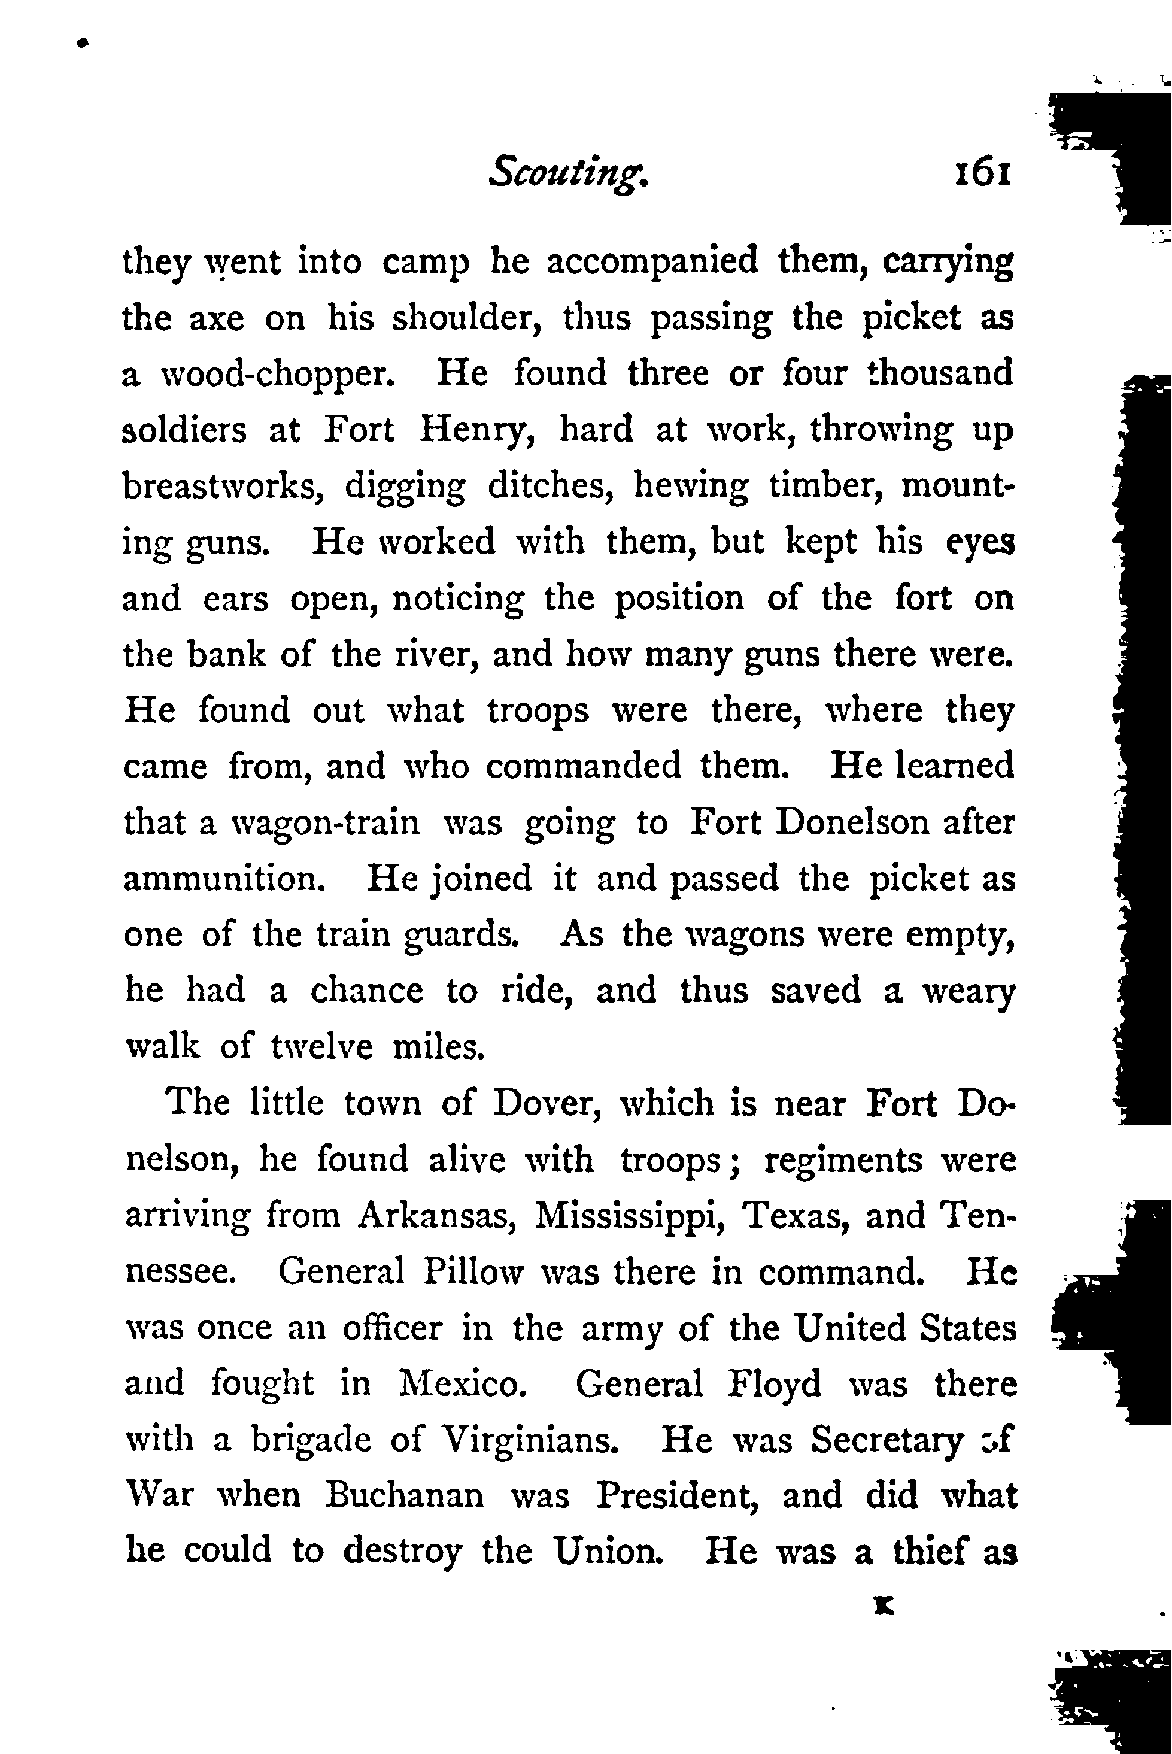 Scouting. 161
they went into camp he accompanied them, carrying
the axe on his shoulder, thus passing the picket as
a wood-chopper. He found three or four thousand
soldiers at Fort Henry, hard at work, throwing up
breastworks, digging ditches, hewing timber, mount-
ing guns. He worked with them, but kept his eyes
and ears open, noticing the position of the fort on
the bank of the river, and how many guns there were.
He found out what troops were there, where they
came from, and who commanded them. He learned
that a wagon-train was going to Fort Donelson after
ammunition. He joined it and passed the picket as
one of the train guards. As the wagons were empty,
he had a chance to ride, and thus saved a weary
walk of twelve miles.
The little town of Dover, which is near Fort Do-
nelson, he found alive with troops; regiments were
arriving from Arkansas, Mississippi, Texas, and Ten-
nessee. General Pillow was there in command. He
was once an officer in the army of the United States
and fought in Mexico. General Floyd was there
with a brigade of Virginians. He was Secretary of
War when Buchanan was President, and did what
he could to destroy the Union. He was a thief as
K